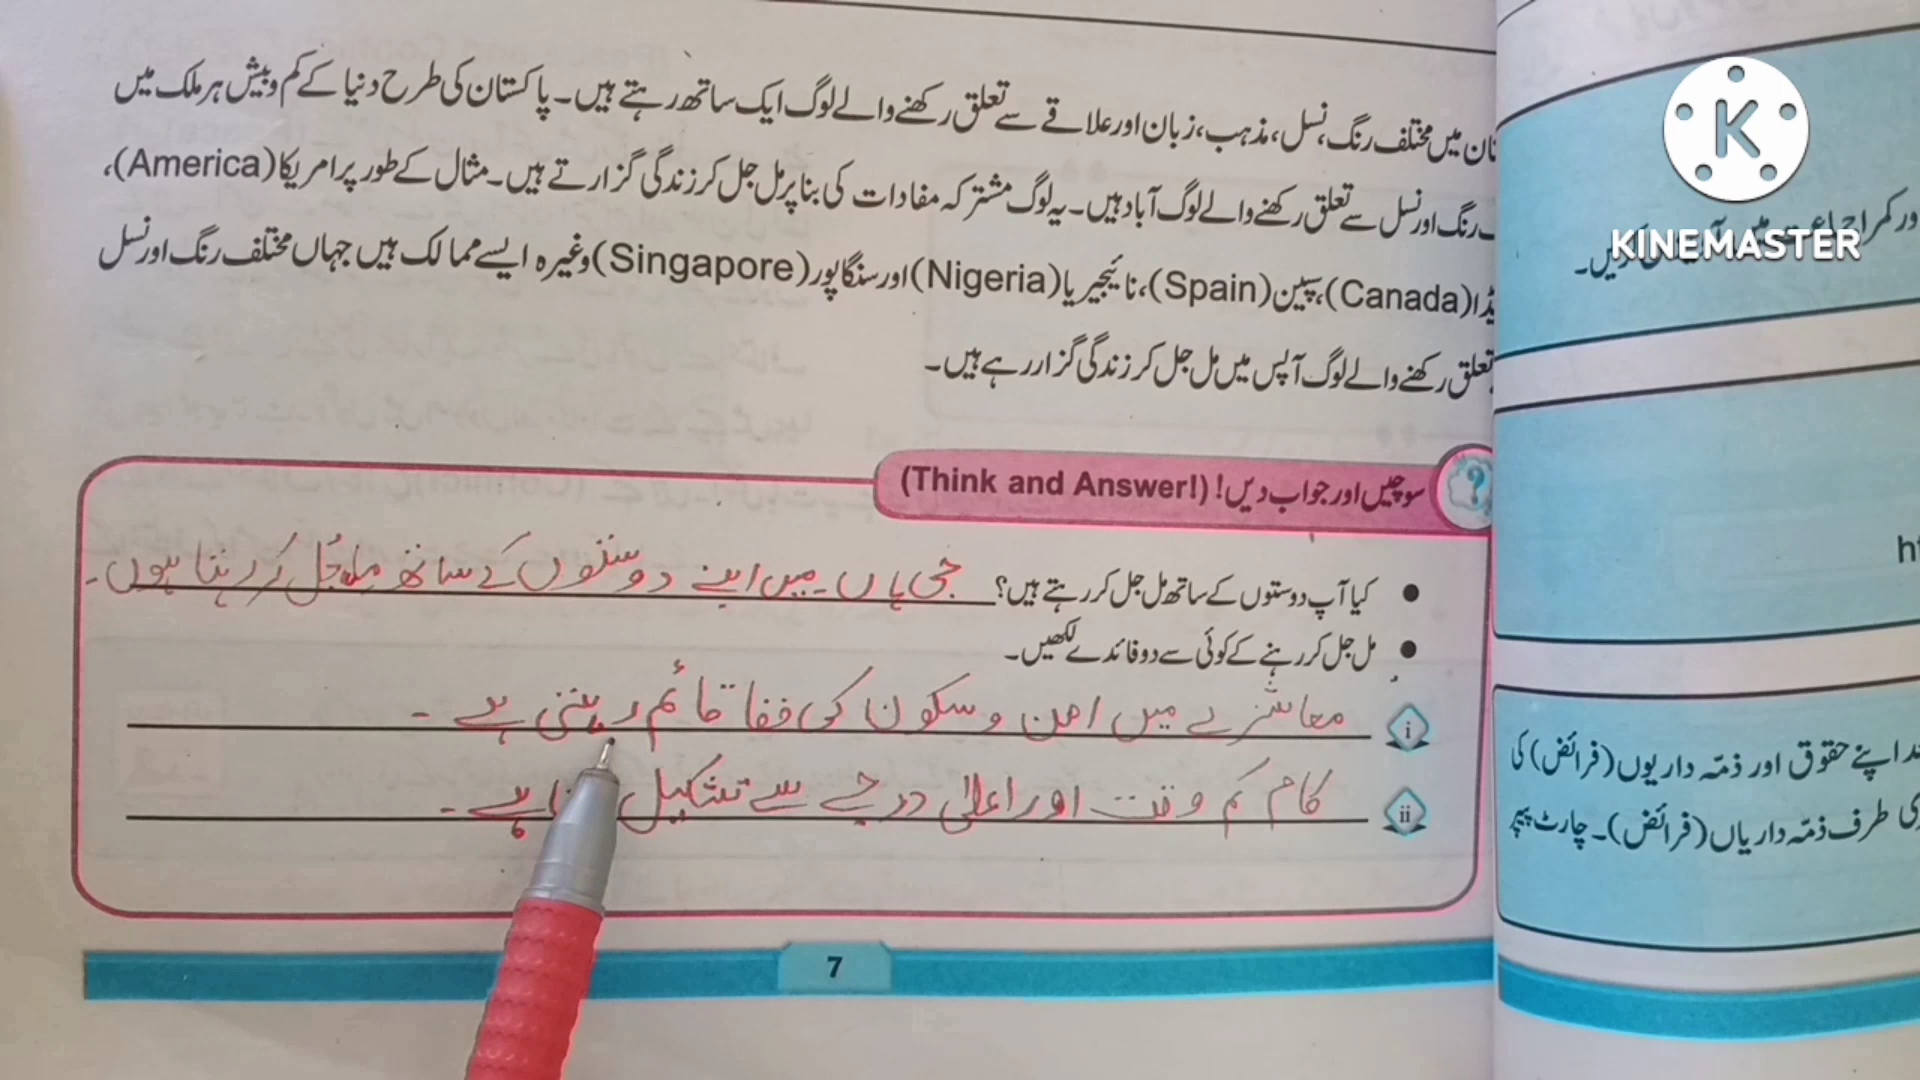 میں مختلف رنگ، نسل، مذہب، زبان اور علاقے سے تعلق رکھنے والے لوگ ایک ساتھ رہتے ہیں۔ پاکستان کی طرح دنیا کے کم و بیش ہر ملک میں
رنگ اور نسل سے تعلق رکھنے والے لوگ آباد ہیں۔ یہ لوگ مشترکہ مفادات کی بنا پر مل جل کر زندگی گزارتے ہیں۔ مثال کے طور پر امریکا (America)،
(Canada)، سپین (Spain)، نائیجیریا (Nigeria) اور سنگاپور (Singapore) وغیرہ ایسے ممالک ہیں جہاں مختلف رنگ اور نسل
تعلق رکھنے والے لوگ آپس میں مل جل کر زندگی گزار رہے ہیں۔
سوچیں اور جواب دیں! (Think and Answer!)
● کیا آپ دوستوں کے ساتھ مل جل کر رہتے ہیں؟ جی ہاں۔ میں اپنے دوستوں کے ساتھ مل جُل کر رہتا ہوں۔
● مل جل کر رہنے کے کوئی سے دو فائدے لکھیں۔
i معاشرے میں امن و سکون کی فضا قائم رہتی ہے۔
ii کام کم وقت اور اعلیٰ درجے سے تشکیل ہے۔
7
KINEMASTER
اپنے حقوق اور ذمّہ داریوں (فرائض) کی
طرف ذمّہ داریاں (فرائض)۔ چارٹ پیپر